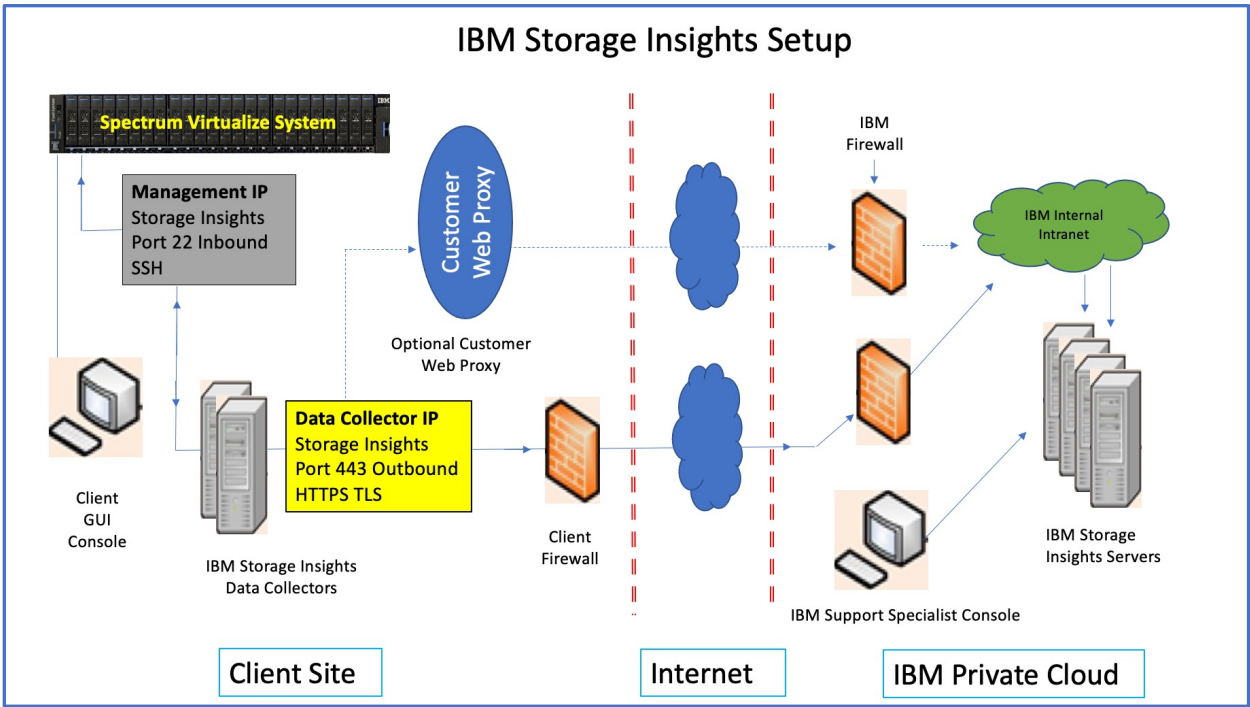 IBM Storage Insights Setup
IBM
Spectrum Virtualize System
Management IP
Storage Insights
Port 22 Inbound
SSH
Customer
Web Proxy
Optional Customer
Web Proxy
IBM
Firewall
IBM Internal
Intranet
Client
GUI
Console
Data Collector IP
Storage Insights
Port 443 Outbound
HTTPS TLS
IBM Storage Insights
Data Collectors
Client
Firewall
IBM Storage
Insights Servers
IBM Support Specialist Console
Client Site
Internet
IBM Private Cloud